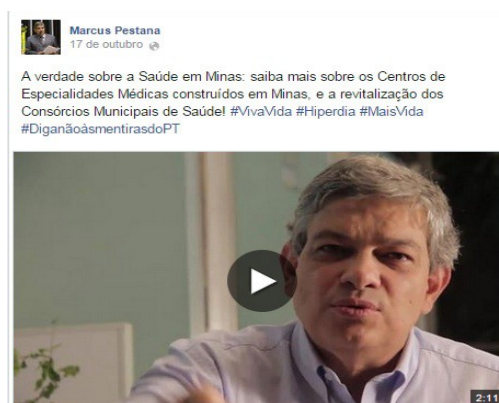 Marcus Pestana
17 de outubro
A verdade sobre a Saúde em Minas: saiba mais sobre os Centros de
Especialidades Médicas construídos em Minas, e a revitalização dos
Consórcios Municipais de Saúde! #VivaVida #Hiperdia #MaisVida
#DiganãoàsmentirasdoPT
2:11